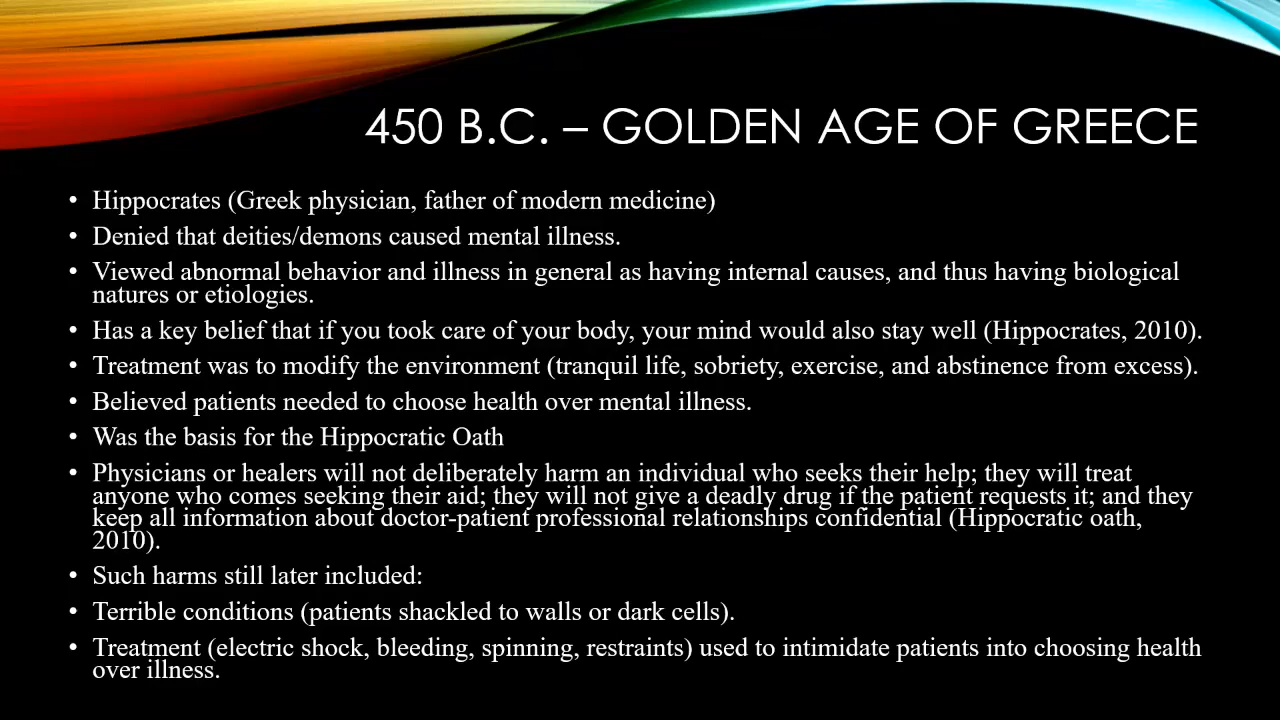 450 B.C. – GOLDEN AGE OF GREECE
• Hippocrates (Greek physician, father of modern medicine)
• Denied that deities/demons caused mental illness.
• Viewed abnormal behavior and illness in general as having internal causes, and thus having biological
natures or etiologies.
• Has a key belief that if you took care of your body, your mind would also stay well (Hippocrates, 2010).
• Treatment was to modify the environment (tranquil life, sobriety, exercise, and abstinence from excess).
• Believed patients needed to choose health over mental illness.
• Was the basis for the Hippocratic Oath
• Physicians or healers will not deliberately harm an individual who seeks their help; they will treat
anyone who comes seeking their aid; they will not give a deadly drug if the patient requests it; and they
keep all information about doctor-patient professional relationships confidential (Hippocratic oath,
2010).
• Such harms still later included:
• Terrible conditions (patients shackled to walls or dark cells).
• Treatment (electric shock, bleeding, spinning, restraints) used to intimidate patients into choosing health
over illness.